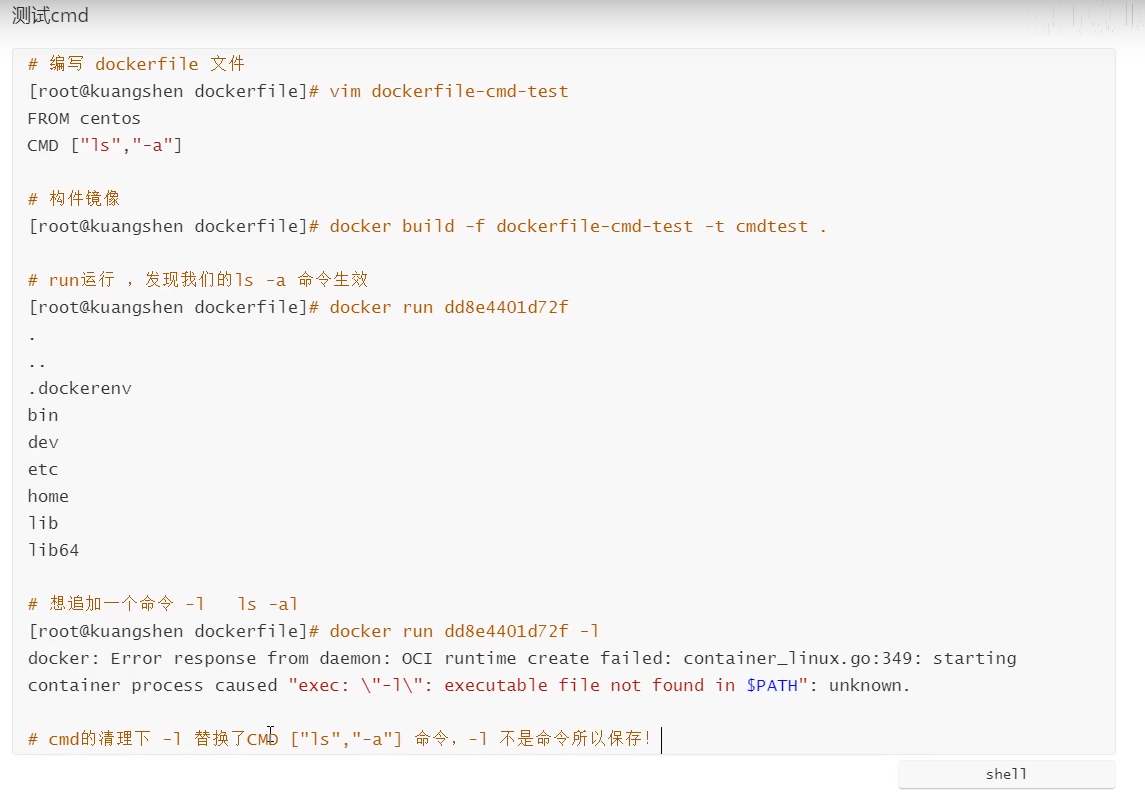 测试cmd
# 编写 dockerfile 文件
[root@kuangshen dockerfile]# vim dockerfile-cmd-test
FROM centos
CMD ["ls","-a"]
# 构件镜像
[root@kuangshen dockerfile]# docker build -f dockerfile-cmd-test -t cmdtest .
# run运行 ，发现我们的ls -a 命令生效
[root@kuangshen dockerfile]# docker run dd8e4401d72f
.
..
.dockerenv
bin
dev
etc
home
lib
lib64
# 想追加一个命令 -l   ls -al
[root@kuangshen dockerfile]# docker run dd8e4401d72f -l
docker: Error response from daemon: OCI runtime create failed: container_linux.go:349: starting
container process caused "exec: \"-l\": executable file not found in $PATH": unknown.
# cmd的清理下 -l 替换了CMD ["ls","-a"] 命令，-l 不是命令所以保存！
shell